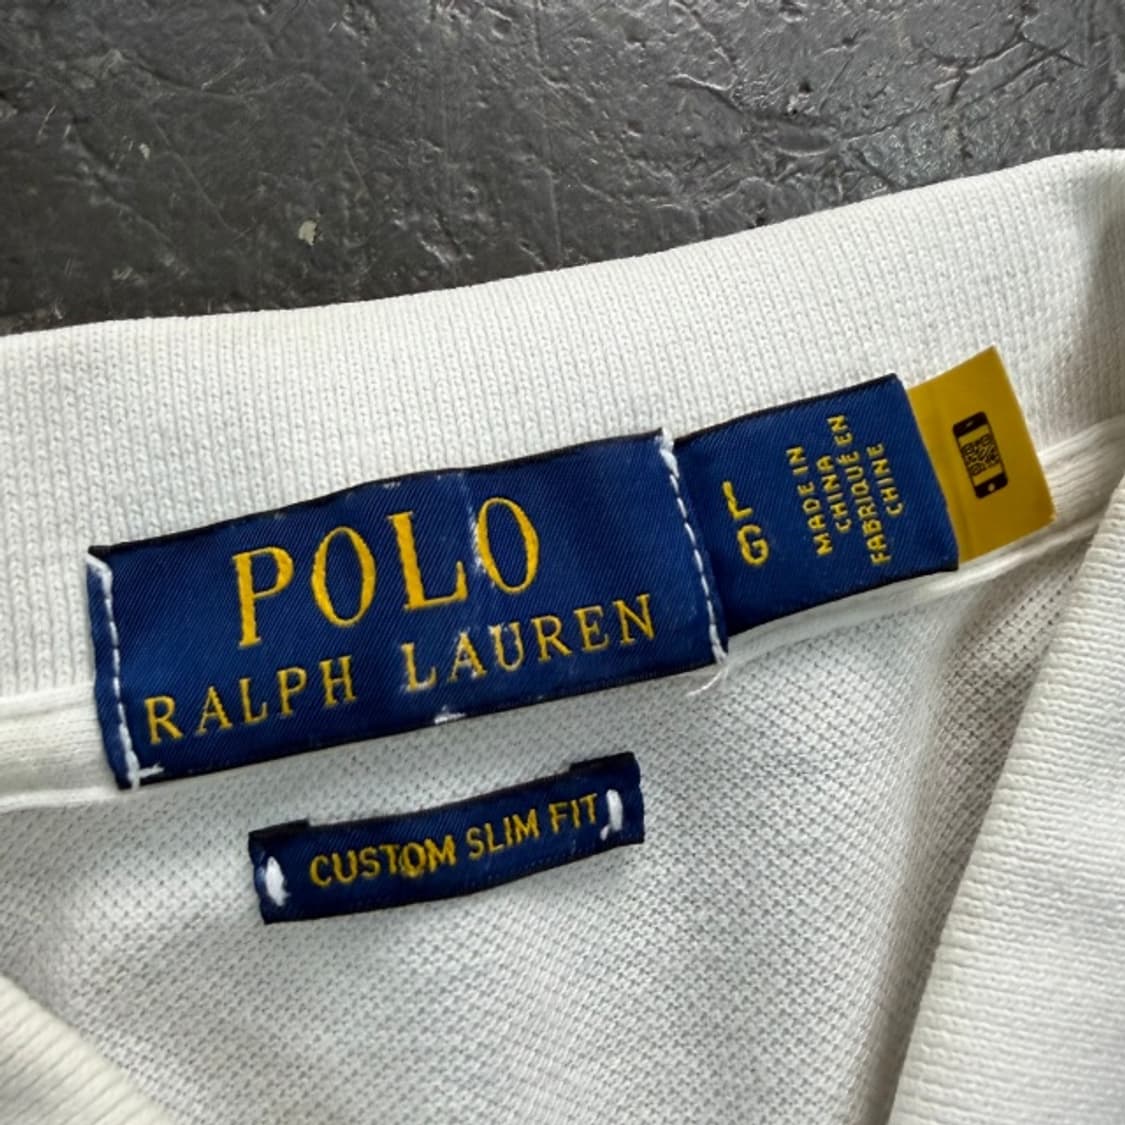 POLO
RALPH LAUREN
L
G
MADE IN
CHINA
FABRIQUÉ EN
CHINE
CUSTOM SLIM FIT